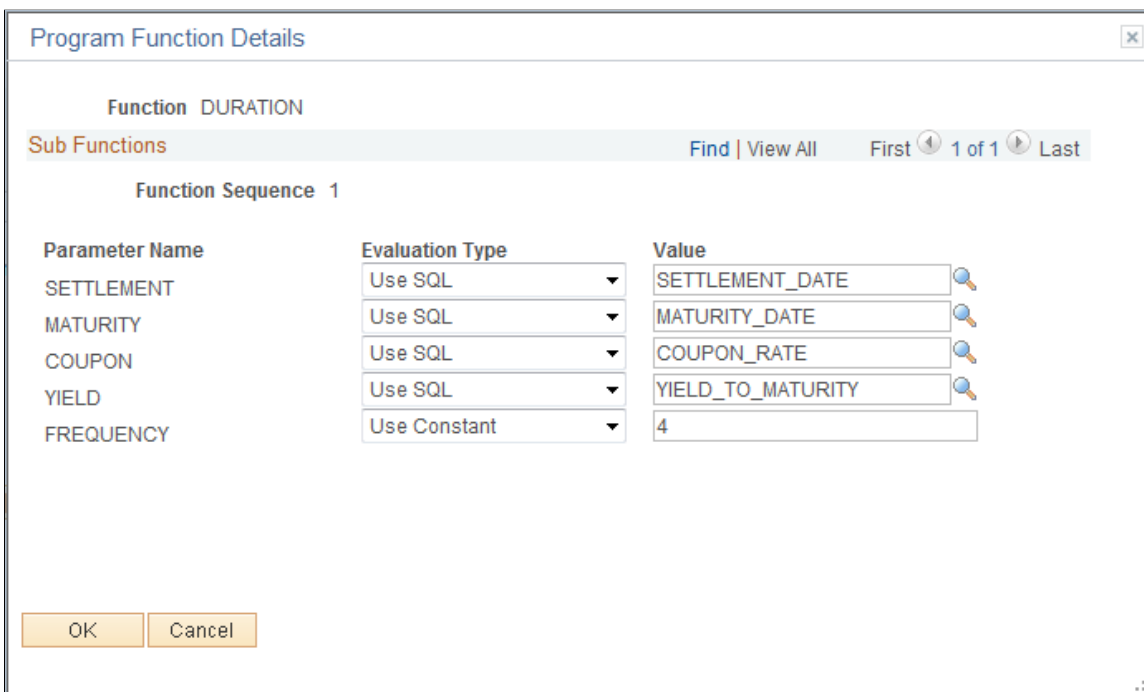 Program Function Details
Function DURATION
Sub Functions Find | View All First 1 of 1 Last
Function Sequence 1
Parameter Name Evaluation Type Value
SETTLEMENT Use SQL SETTLEMENT_DATE
MATURITY Use SQL MATURITY_DATE
COUPON Use SQL COUPON_RATE
YIELD Use SQL YIELD_TO_MATURITY
FREQUENCY Use Constant 4
OK Cancel